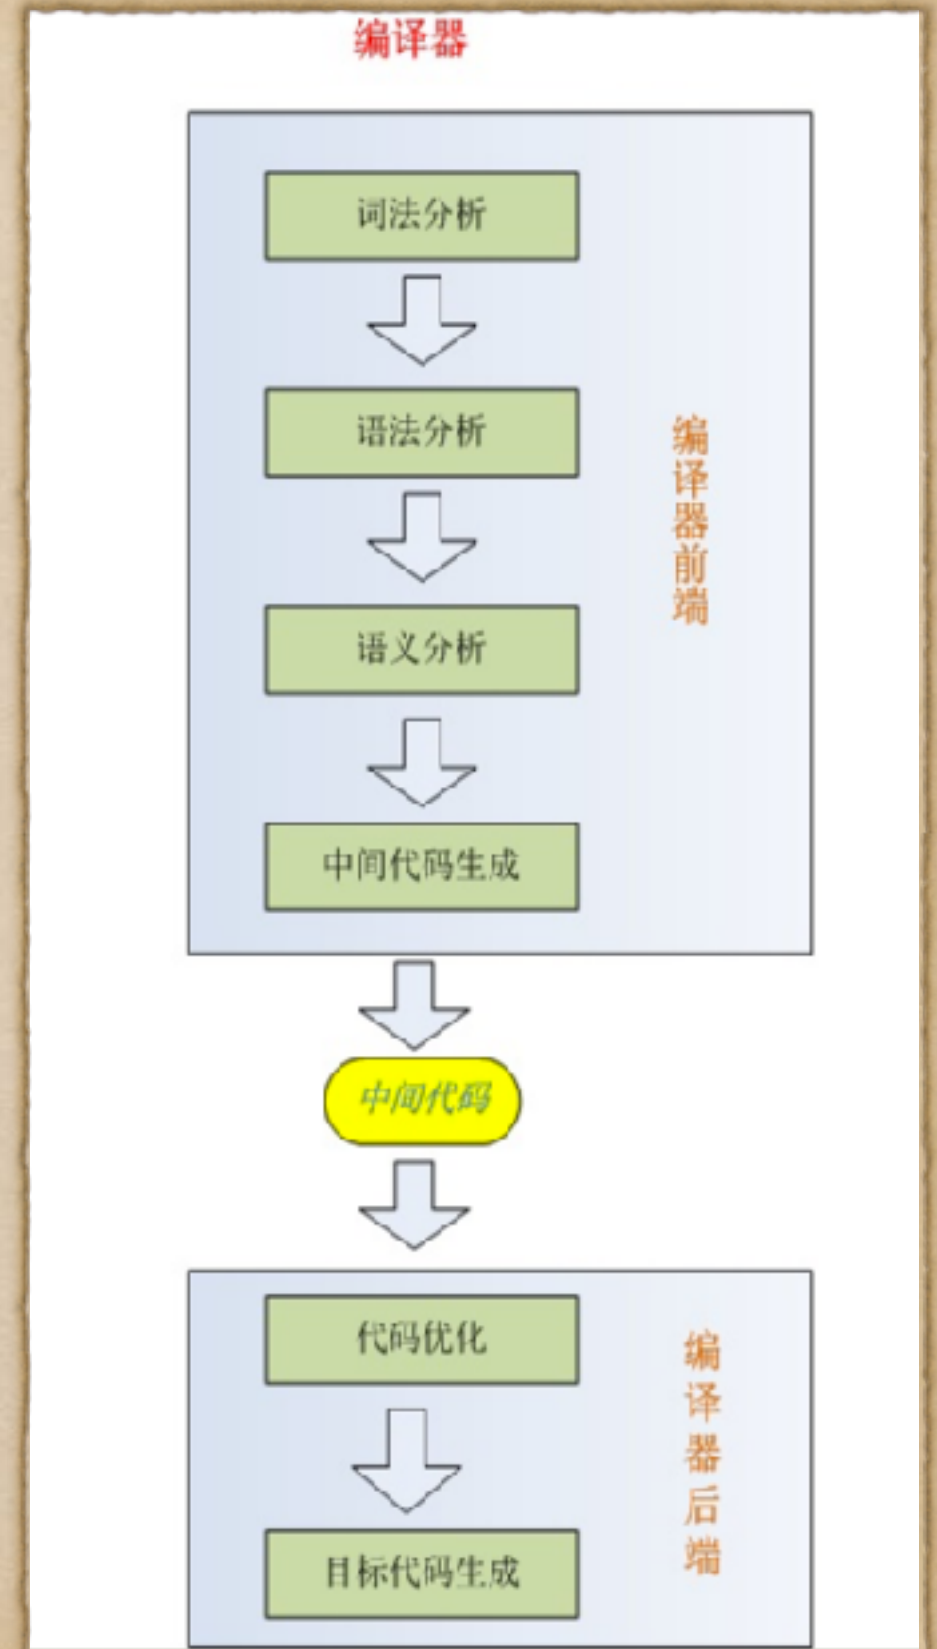 编译器
词法分析
语法分析
编译器前端
语义分析
中间代码生成
中间代码
代码优化
编译器后端
目标代码生成